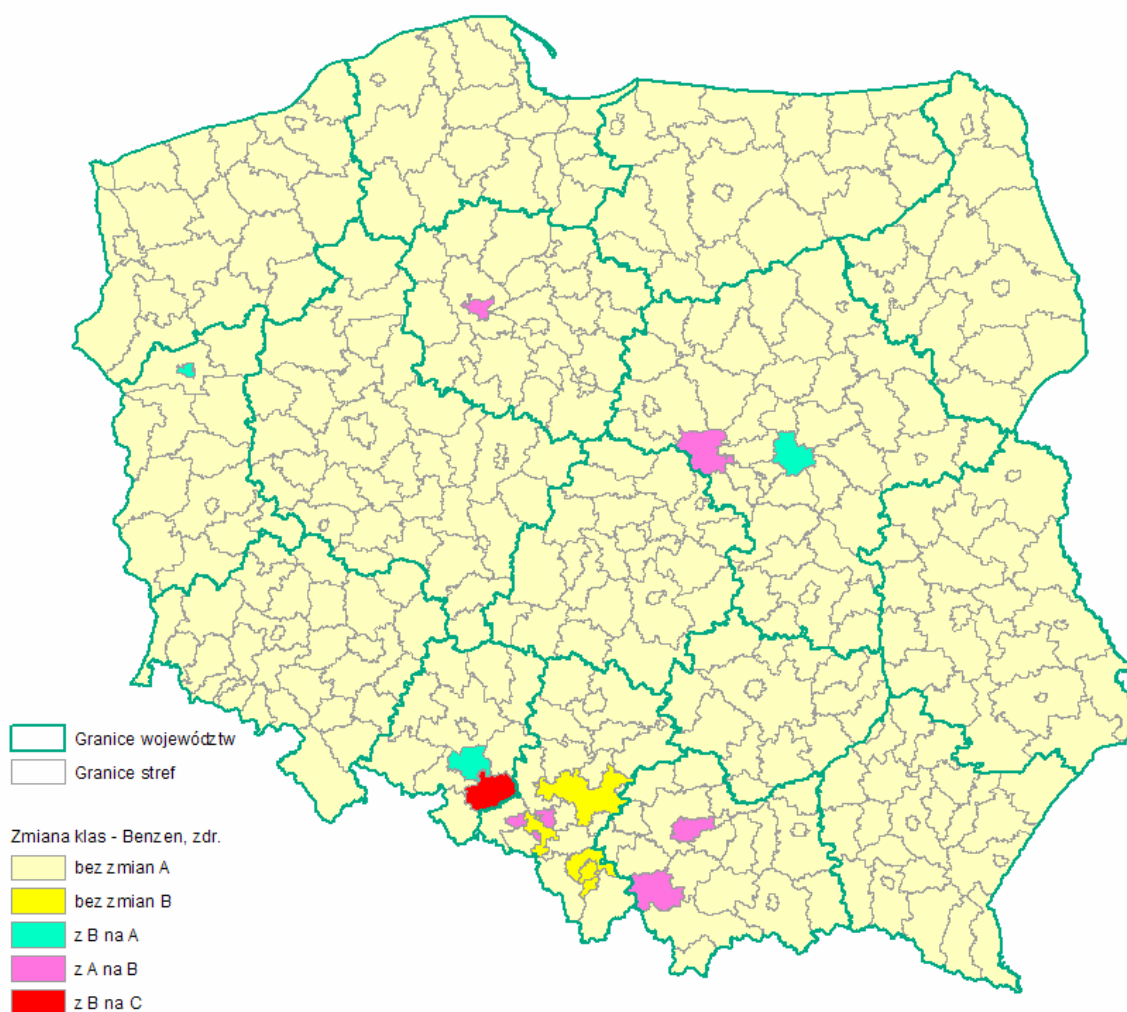 Granice województw
Granice stref
Zmiana klas - Benzen, zdr.
bez zmian A
bez zmian B
z B na A
z A na B
z B na C